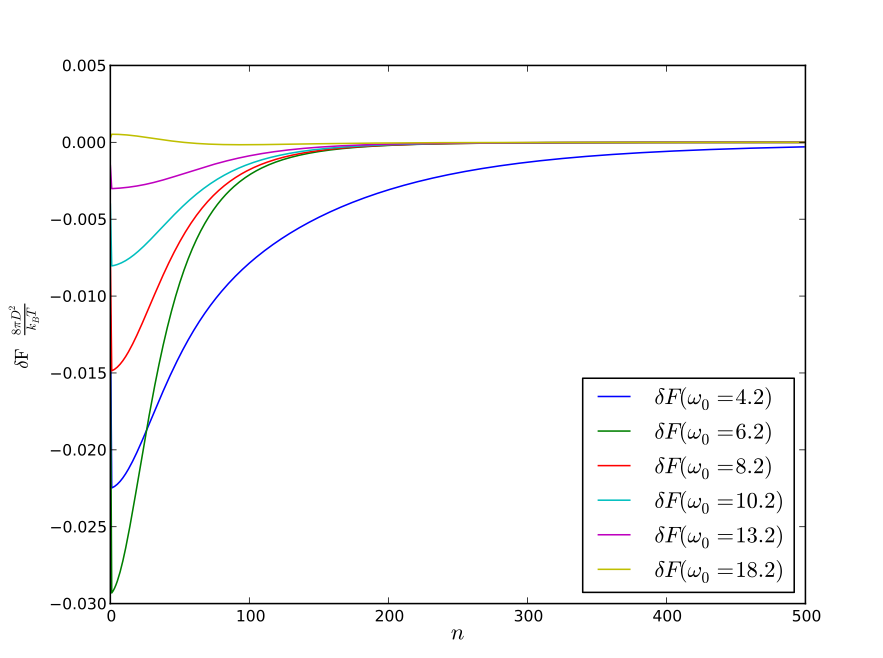 0.005
0.000
−0.005
−0.010
−0.015
−0.020
−0.025
−0.030
δF 8πD²/k_BT
0 100 200 300 400 500
n
δF(ω₀ =4.2)
δF(ω₀ =6.2)
δF(ω₀ =8.2)
δF(ω₀ =10.2)
δF(ω₀ =13.2)
δF(ω₀ =18.2)